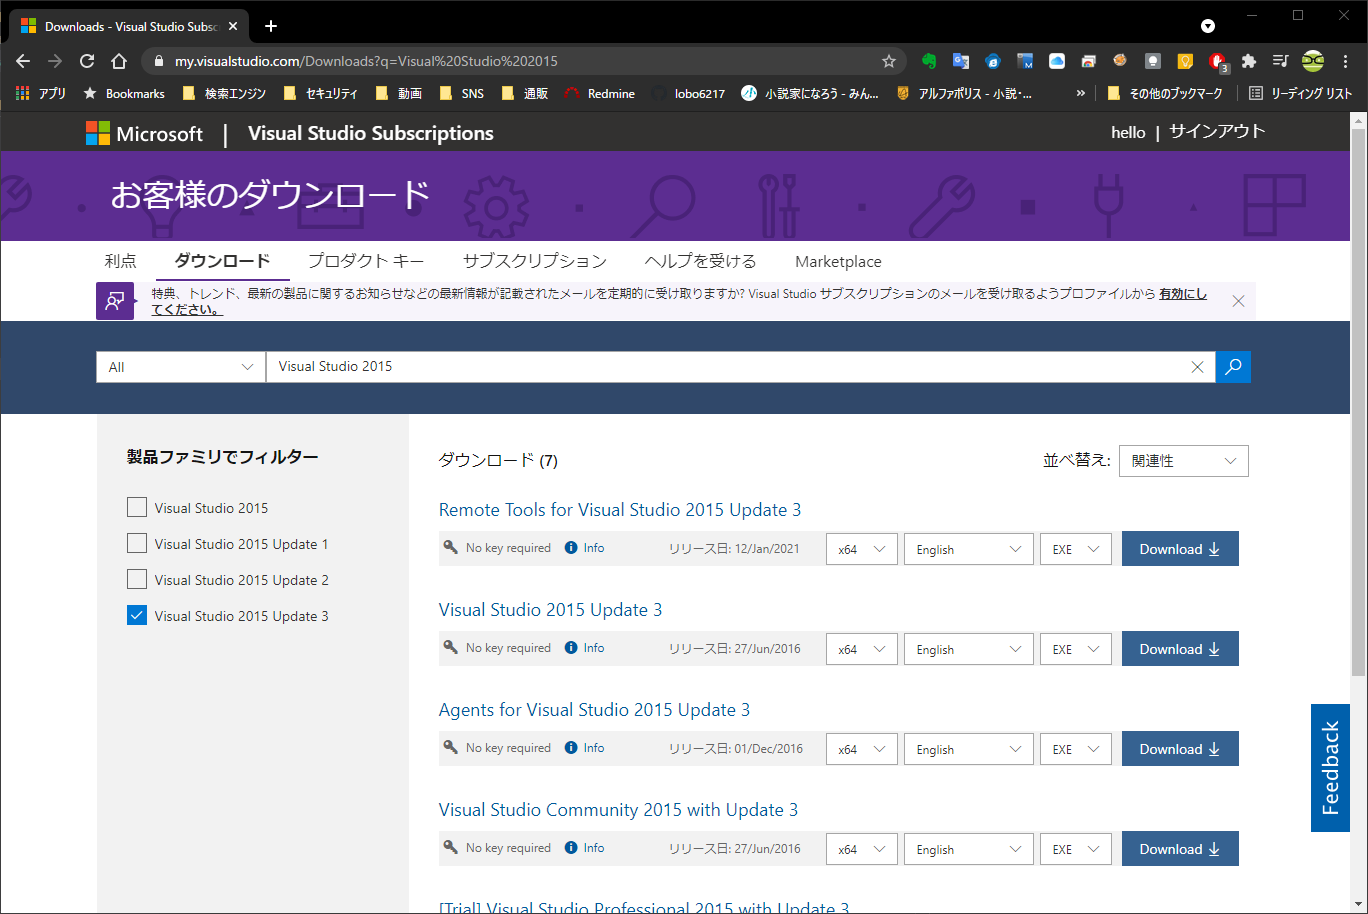 Downloads - Visual Studio Subsc
my.visualstudio.com/Downloads?q=Visual%20Studio%202015
3
アプリ
Bookmarks
検索エンジン
セキュリティ
動画
SNS
通販
Redmine
lobo6217
小説家になろう - みん...
アルファポリス - 小説・...
»
その他のブックマーク
リーディング リスト
Microsoft | Visual Studio Subscriptions
hello | サインアウト
お客様のダウンロード
利点
ダウンロード
プロダクト キー
サブスクリプション
ヘルプを受ける
Marketplace
特典、トレンド、最新の製品に関するお知らせなどの最新情報が記載されたメールを定期的に受け取りますか? Visual Studio サブスクリプションのメールを受け取るようプロファイルから 有効にし
てください。
All
Visual Studio 2015
製品ファミリでフィルター
Visual Studio 2015
Visual Studio 2015 Update 1
Visual Studio 2015 Update 2
Visual Studio 2015 Update 3
ダウンロード (7)
並べ替え: 関連性
Remote Tools for Visual Studio 2015 Update 3
No key required Info リリース日: 12/Jan/2021 x64 English EXE Download
Visual Studio 2015 Update 3
No key required Info リリース日: 27/Jun/2016 x64 English EXE Download
Agents for Visual Studio 2015 Update 3
No key required Info リリース日: 01/Dec/2016 x64 English EXE Download
Visual Studio Community 2015 with Update 3
No key required Info リリース日: 27/Jun/2016 x64 English EXE Download
[Trial] Visual Studio Professional 2015 with Update 3
Feedback